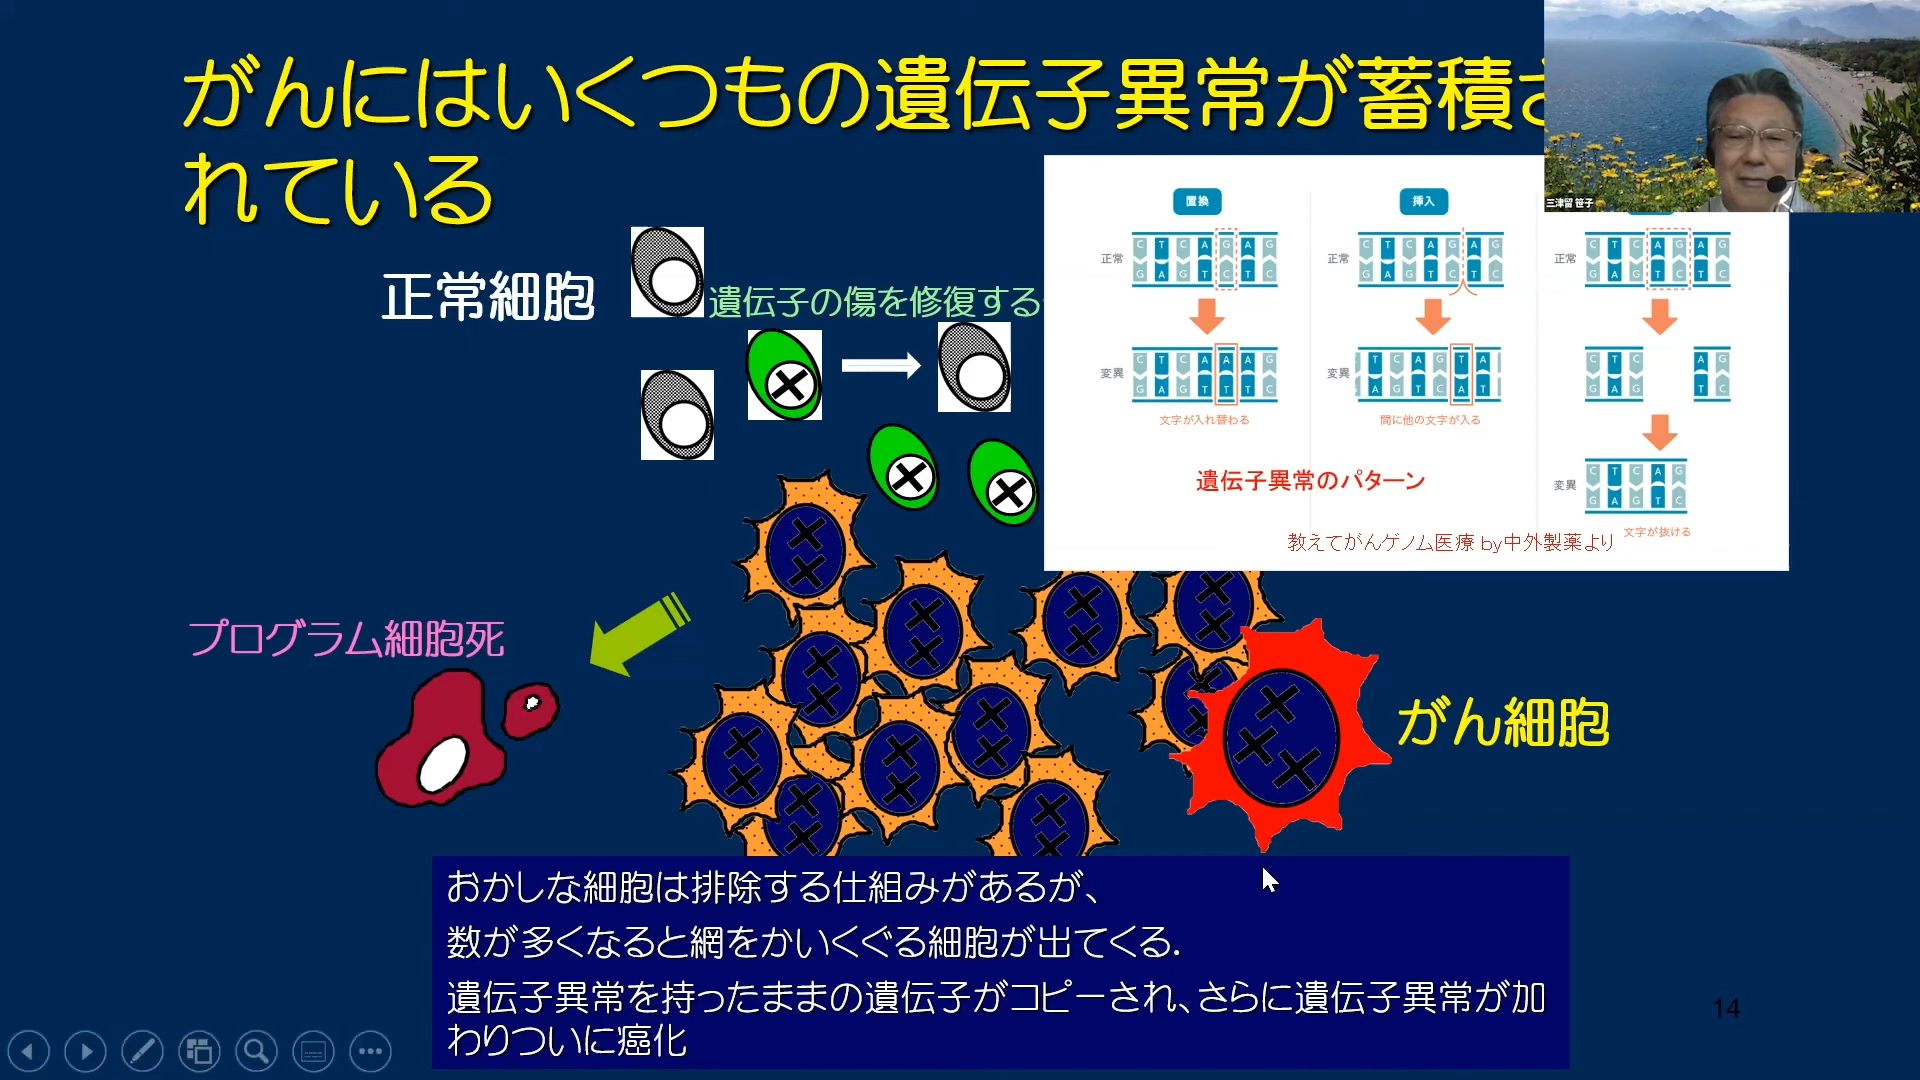 がんにはいくつもの遺伝子異常が蓄積さ
れている
三津留 笹子
正常細胞
遺伝子の傷を修復する
置換
挿入
正常
C T C A G A G
G A G T C T C
正常
C T C A G A G
G A G T C T C
正常
C T C A G A G
G A G T C T C
変異
C T C A A A G
G A G T T T C
変異
T C A G T A
A G T C A T
C T C
G A G
A G
T C
文字が入れ替わる
間に他の文字が入る
変異
C T C A G
G A G T C
文字が抜ける
遺伝子異常のパターン
教えてがんゲノム医療 by中外製薬より
プログラム細胞死
がん細胞
おかしな細胞は排除する仕組みがあるが、
数が多くなると網をかいくぐる細胞が出てくる.
遺伝子異常を持ったままの遺伝子がコピーされ、さらに遺伝子異常が加
わりついに癌化
14